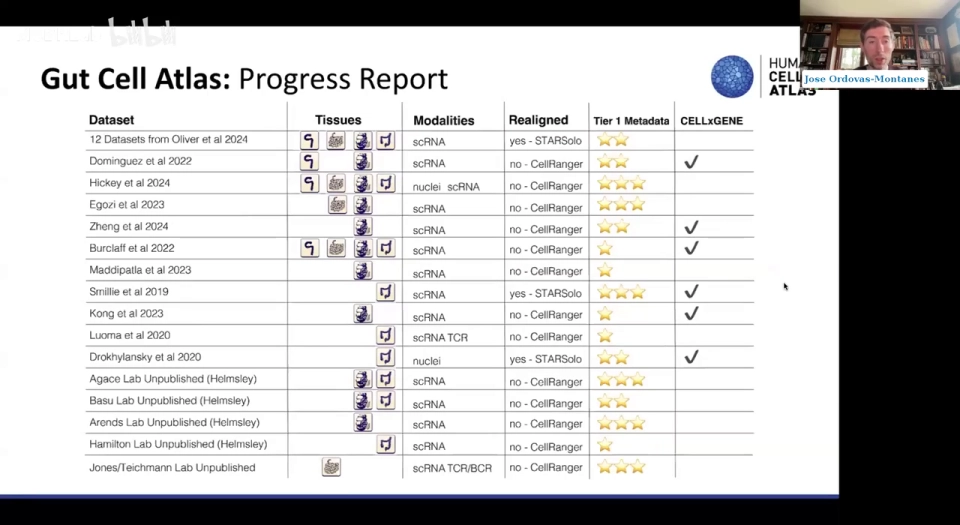 bilibili
Gut Cell Atlas: Progress Report
HUM
CELL
ATLAS
Jose Ordovas-Montanes
Dataset Tissues Modalities Realigned Tier 1 Metadata CELLxGENE
12 Datasets from Oliver et al 2024 scRNA yes - STARSolo
Dominguez et al 2022 scRNA no - CellRanger ✓
Hickey et al 2024 nuclei scRNA no - CellRanger
Egozi et al 2023 scRNA no - CellRanger
Zheng et al 2024 scRNA no - CellRanger ✓
Burclaff et al 2022 scRNA no - CellRanger ✓
Maddipatla et al 2023 scRNA no - CellRanger
Smillie et al 2019 scRNA yes - STARSolo ✓
Kong et al 2023 scRNA no - CellRanger ✓
Luoma et al 2020 scRNA TCR no - CellRanger
Drokhylansky et al 2020 nuclei yes - STARSolo ✓
Agace Lab Unpublished (Helmsley) scRNA no - CellRanger
Basu Lab Unpublished (Helmsley) scRNA no - CellRanger
Arends Lab Unpublished (Helmsley) scRNA no - CellRanger
Hamilton Lab Unpublished (Helmsley) scRNA no - CellRanger
Jones/Teichmann Lab Unpublished scRNA TCR/BCR no - CellRanger